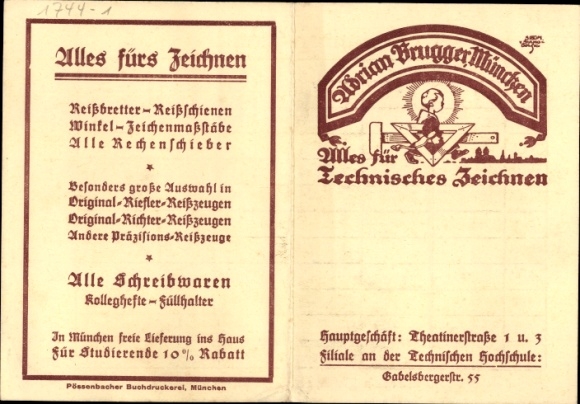 1744-1
Alles fürs Zeichnen
Reißbretter - Reißschienen
Winkel - Zeichenmaßstäbe
Alle Rechenschieber
*
Besonders große Auswahl in
Original-Riefler-Reißzeugen
Original-Richter-Reißzeugen
Andere Präzisions-Reißzeuge
*
Alle Schreibwaren
Kolleghefte - Füllhalter
In München freie Lieferung ins Haus
Für Studierende 10% Rabatt
Pössenbacher Buchdruckerei, München
Adrian Brugger, München
Alles für
Technisches Zeichnen
Hauptgeschäft: Theatinerstraße 1 u. 3
Filiale an der Technischen Hochschule:
Gabelsbergerstr. 55